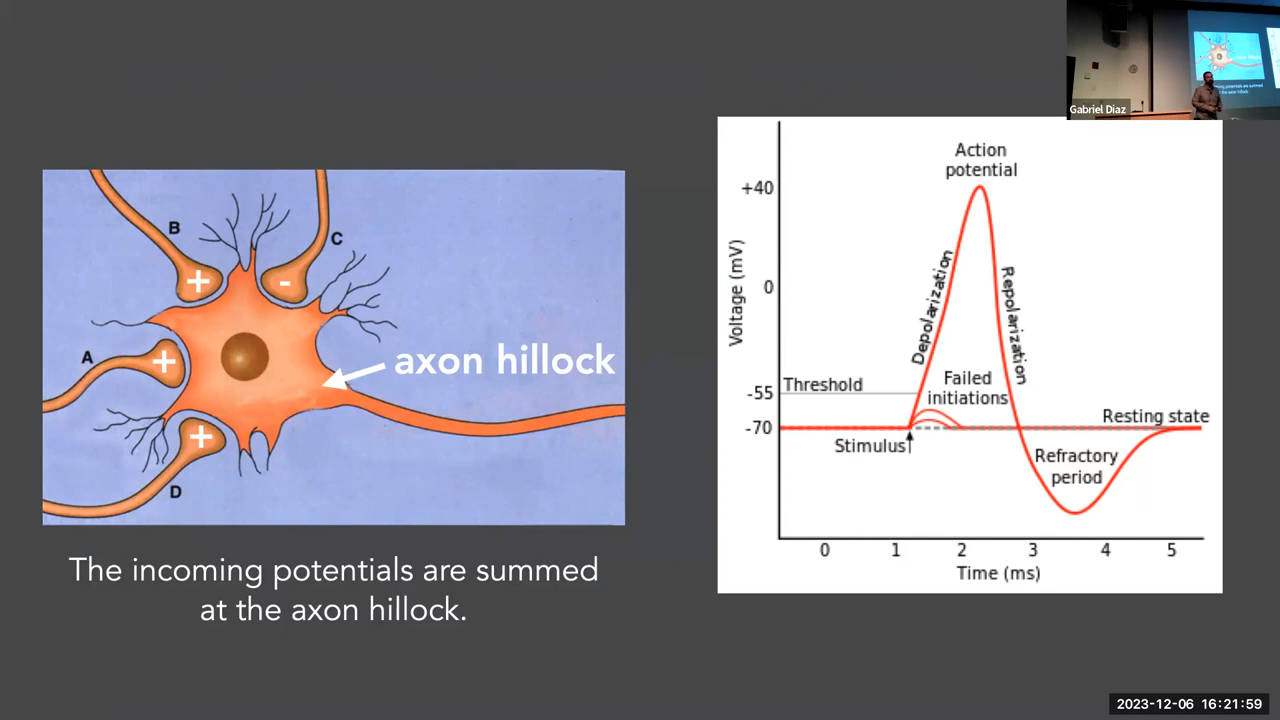 Gabriel Diaz
B
C
A
D
+
-
+
+
axon hillock
The incoming potentials are summed
at the axon hillock.
Action
potential
+40
0
-55
-70
Voltage (mV)
Depolarization
Repolarization
Threshold
Failed
initiations
Stimulus
Resting state
Refractory
period
0 1 2 3 4 5
Time (ms)
2023-12-06 16:21:59